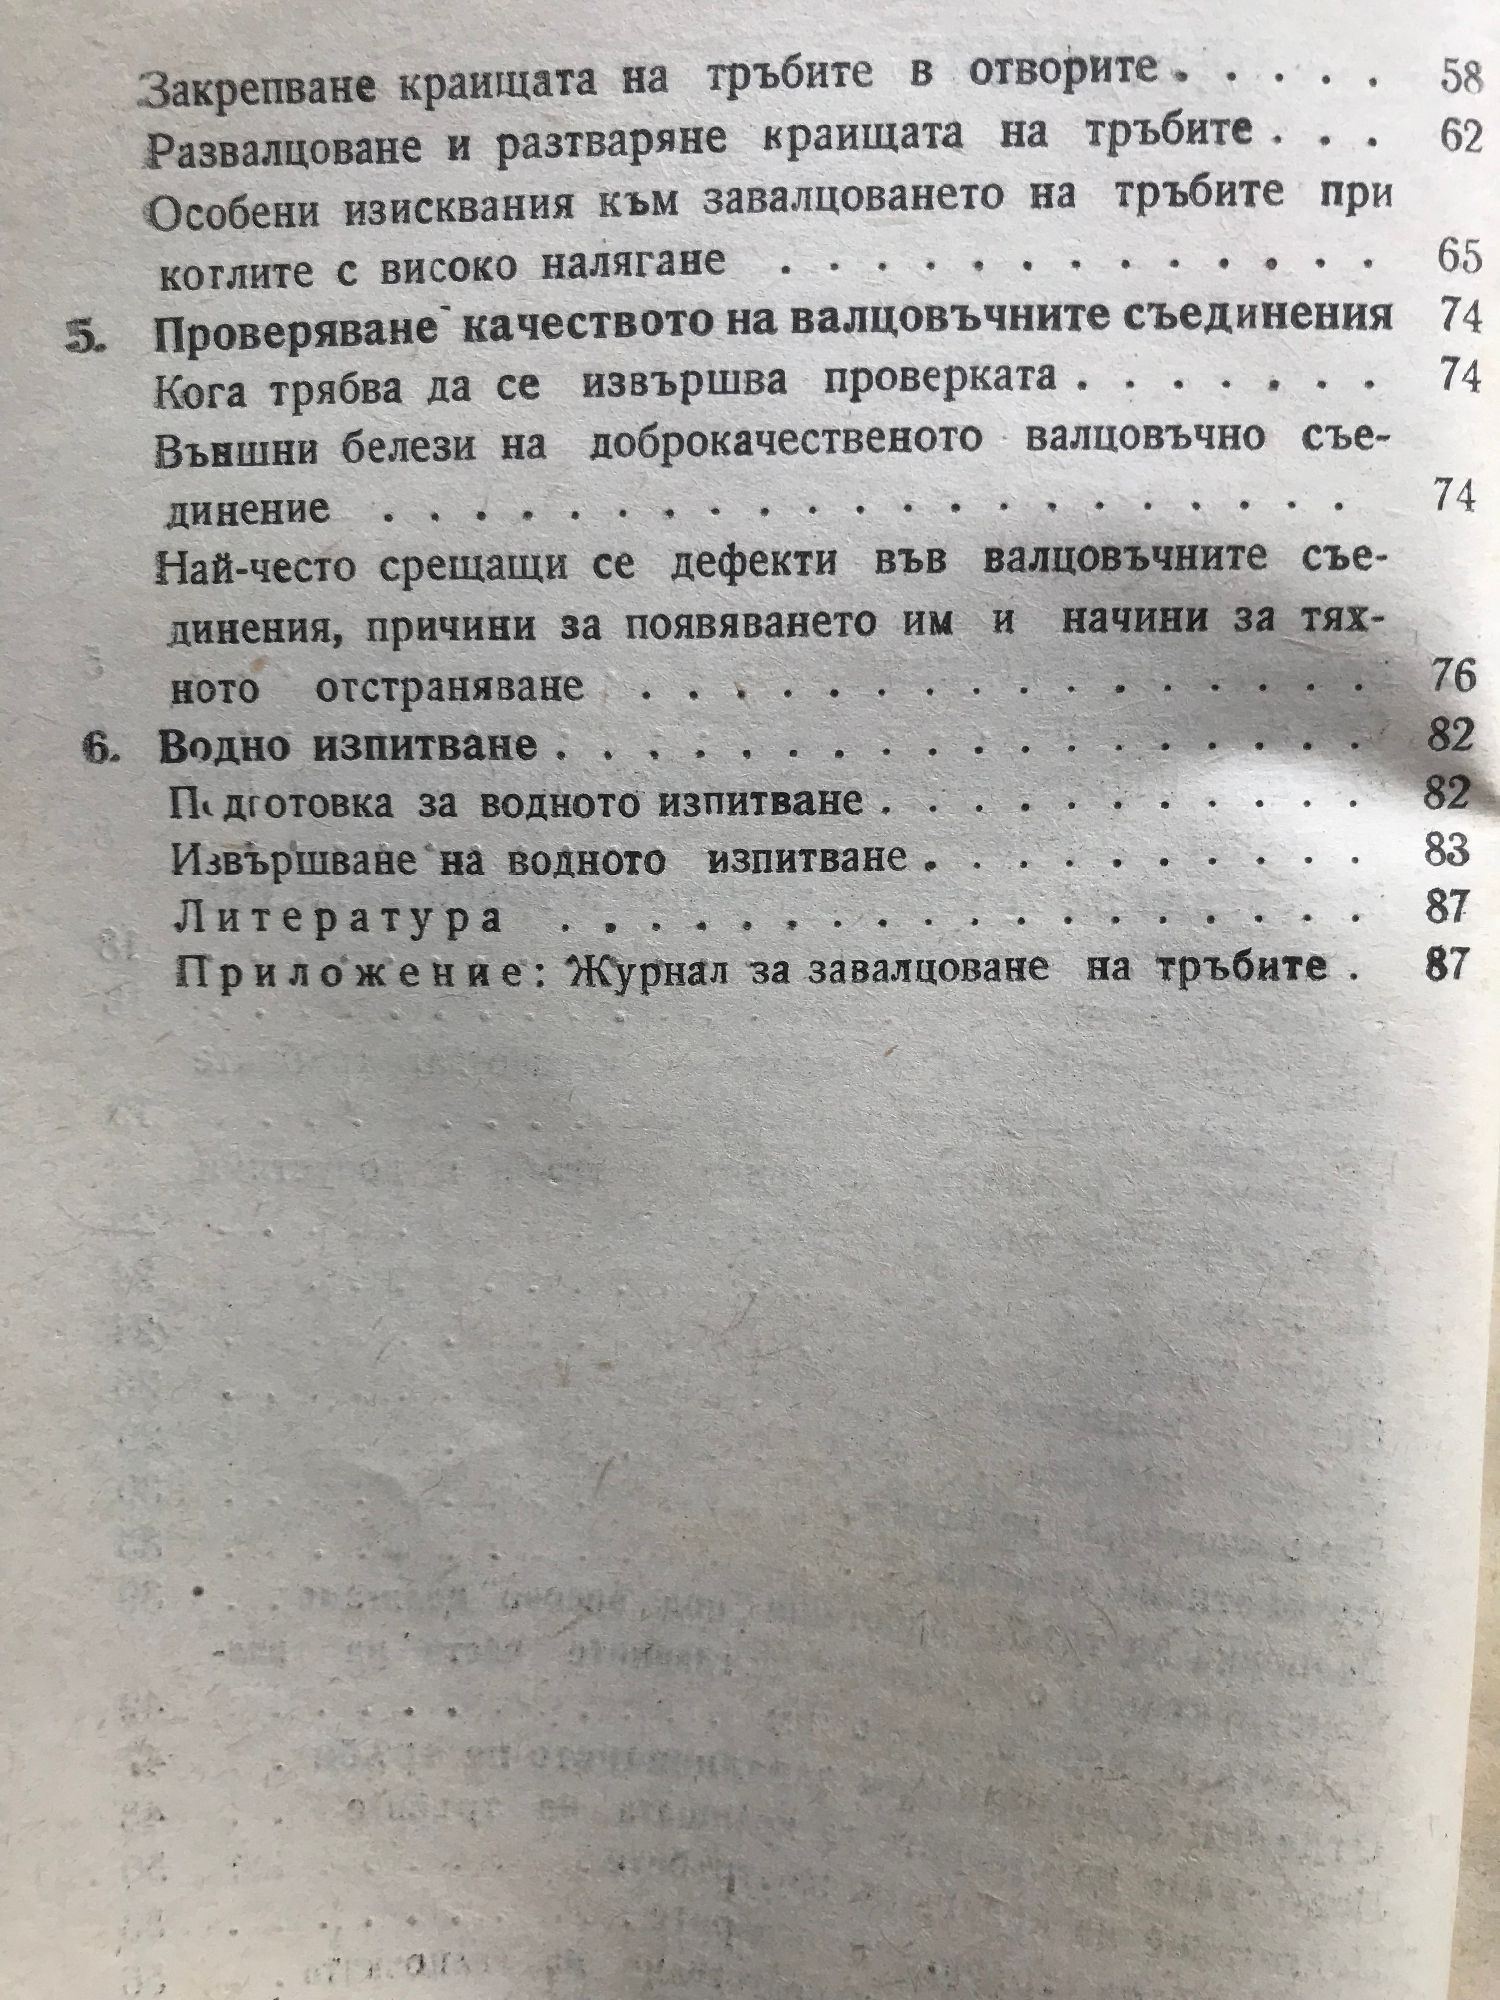 Закрепване краищата на тръбите в отворите . . . . . 58
Развалцоване и разтваряне краищата на тръбите . . . 62
Особени изисквания към завалцоването на тръбите при
котлите с високо налягане . . . . . . . . . . . . . 65
5. Проверяване качеството на валцовъчните съединения 74
Кога трябва да се извършва проверката . . . . . . . 74
Външни белези на доброкачественото валцовъчно съе-
динение . . . . . . . . . . . . . . . . . . . . . 74
Най-често срещащи се дефекти във валцовъчните съе-
динения, причини за появяването им и начини за тях-
ното отстраняване . . . . . . . . . . . . . . . . 76
6. Водно изпитване . . . . . . . . . . . . . . . . . . 82
Подготовка за водното изпитване . . . . . . . . . . . 82
Извършване на водното изпитване . . . . . . . . . . 83
Литература . . . . . . . . . . . . . . . . . . 87
Приложение: Журнал за завалцоване на тръбите . 87